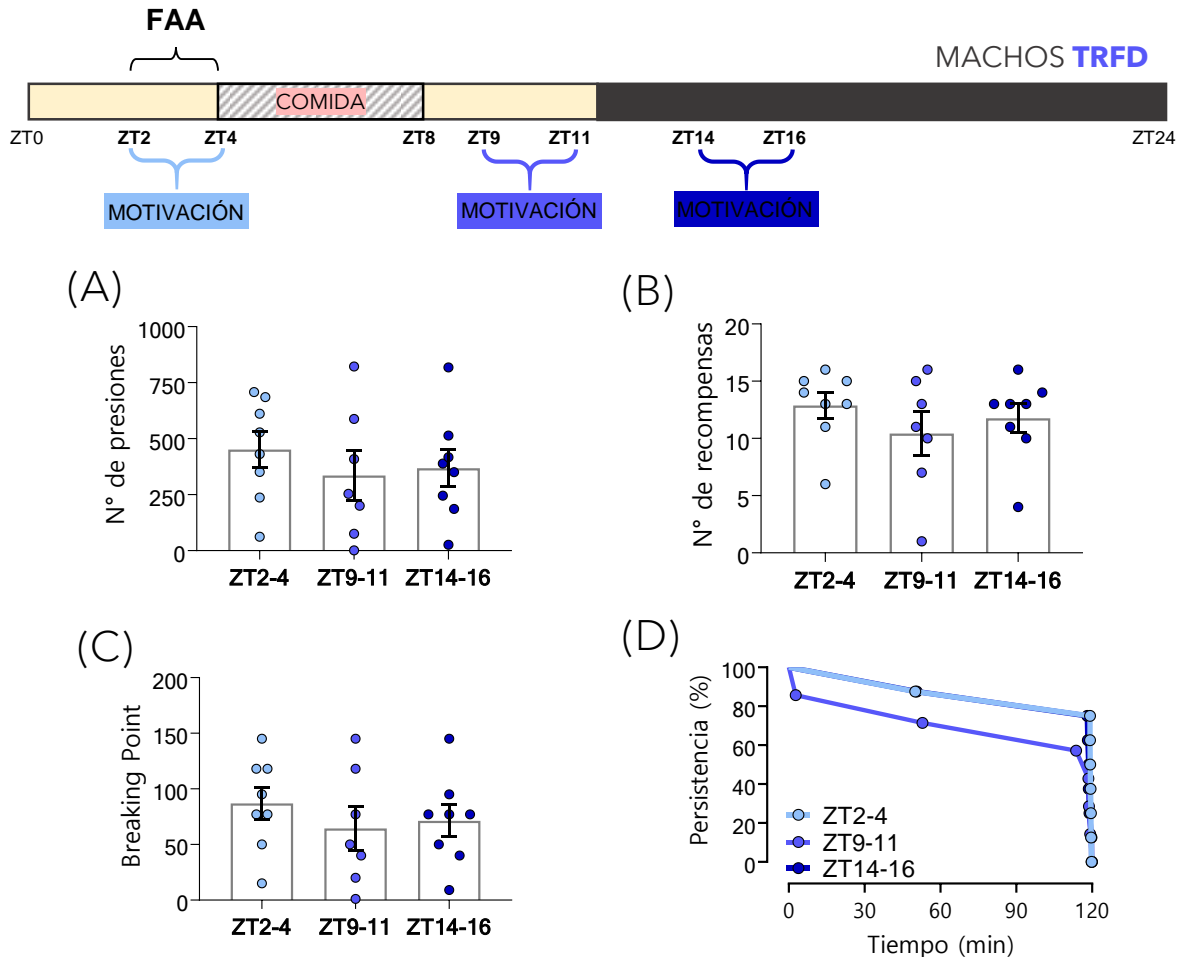 FAA
MACHOS TRFD
COMIDA
ZT0 ZT2 ZT4 ZT8 ZT9 ZT11 ZT14 ZT16 ZT24
MOTIVACIÓN MOTIVACIÓN MOTIVACIÓN
(A)
N° de presiones
1000
750
500
250
0
ZT2-4 ZT9-11 ZT14-16
(B)
N° de recompensas
20
15
10
5
0
ZT2-4 ZT9-11 ZT14-16
(C)
Breaking Point
200
150
100
50
0
ZT2-4 ZT9-11 ZT14-16
(D)
Persistencia (%)
100
80
60
40
20
0
ZT2-4
ZT9-11
ZT14-16
0 30 60 90 120
Tiempo (min)